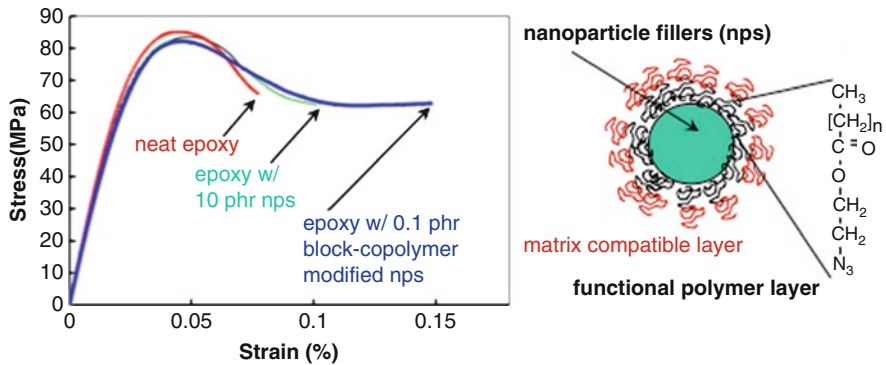 90
80
70
60
50
40
30
20
10
0
Stress(MPa)
0
0.05
0.1
0.15
Strain (%)
neat epoxy
epoxy w/
10 phr nps
epoxy w/ 0.1 phr
block-copolymer
modified nps
nanoparticle fillers (nps)
matrix compatible layer
functional polymer layer
CH3
[CH2]n
C = O
O
CH2
CH2
N3